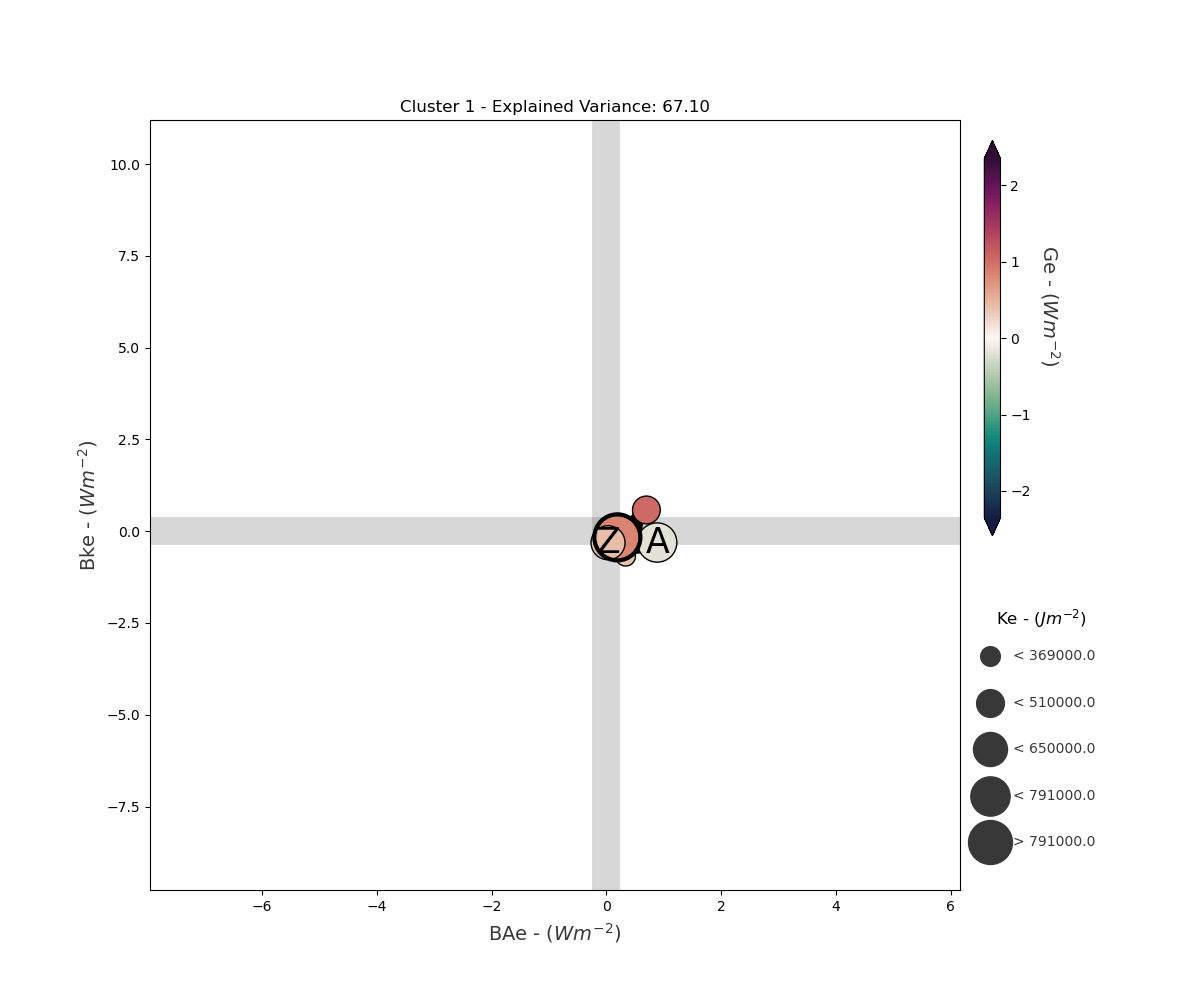 Cluster 1 - Explained Variance: 67.10
10.0
7.5
5.0
2.5
0.0
−2.5
−5.0
−7.5
Bke - (Wm⁻²)
Z
A
−6 −4 −2 0 2 4 6
BAe - (Wm⁻²)
2
1
0
−1
−2
Ge - (Wm⁻²)
Ke - (Jm⁻²)
< 369000.0
< 510000.0
< 650000.0
< 791000.0
> 791000.0